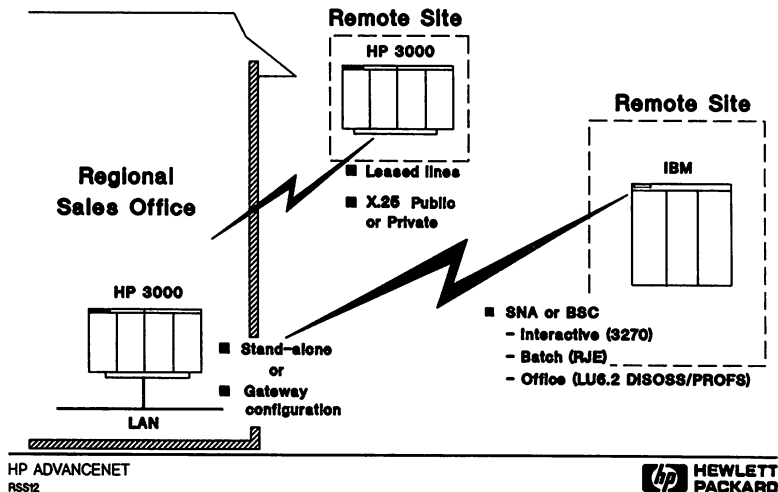 Remote Site
HP 3000
■ Leased lines
■ X.25 Public
or Private
Remote Site
IBM
Regional
Sales Office
HP 3000
■ Stand-alone
or
■ Gateway
configuration
LAN
■ SNA or BSC
- Interactive (3270)
- Batch (RJE)
- Office (LU6.2 DISOSS/PROFS)
HP ADVANCENET
RSS12
hp HEWLETT
PACKARD